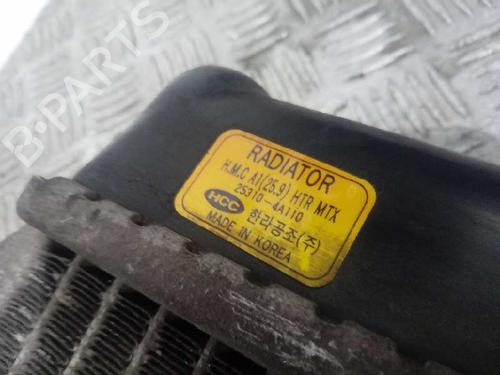 B-PARTS
RADIATOR
H.M.C A1(25.9) HTR MTX
25310-4A110
HCC 한라공조(주)
MADE IN KOREA